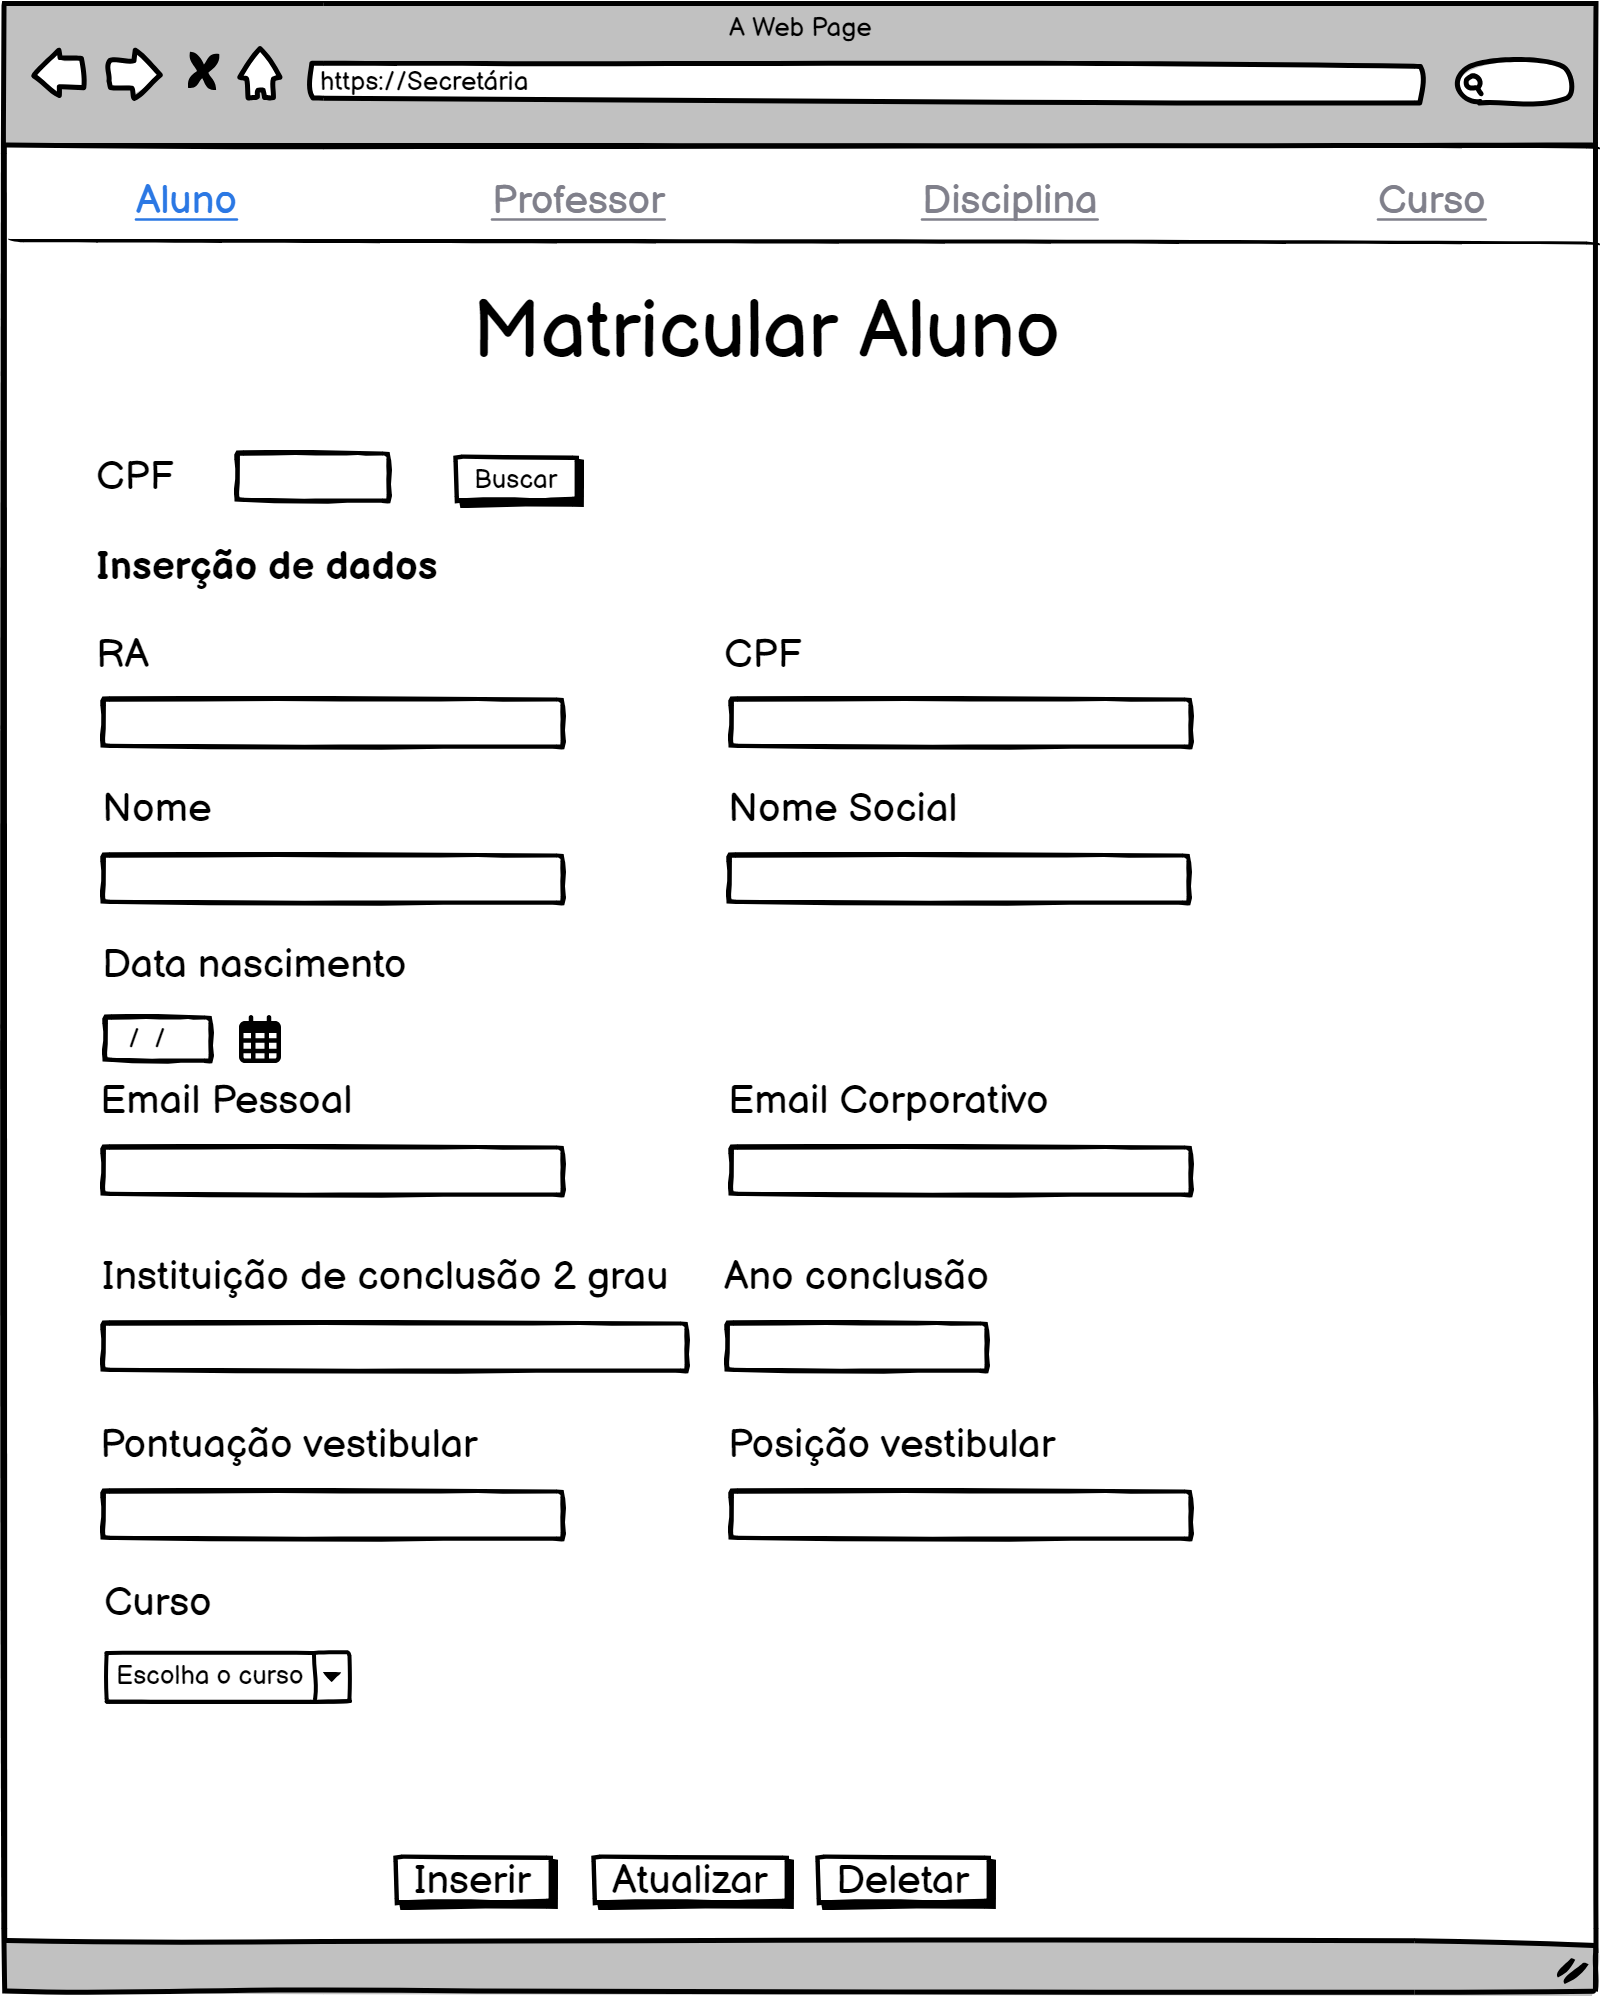 A Web Page
https://Secretária
Aluno Professor Disciplina Curso
Matricular Aluno
CPF Buscar
Inserção de dados
RA CPF
Nome Nome Social
Data nascimento
/ /
Email Pessoal Email Corporativo
Instituição de conclusão 2 grau Ano conclusão
Pontuação vestibular Posição vestibular
Curso
Escolha o curso
Inserir Atualizar Deletar